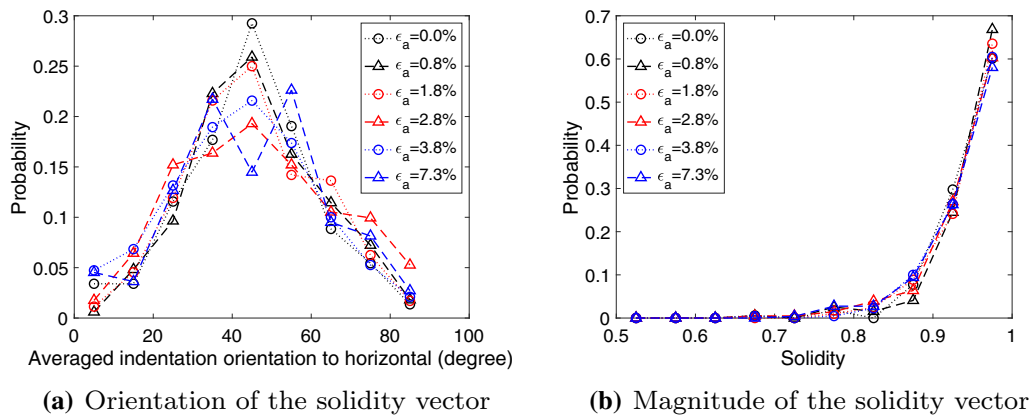 0.3
0.25
0.2
0.15
0.1
0.05
0
Probability
0 20 40 60 80 100
Averaged indentation orientation to horizontal (degree)
ϵa=0.0%
ϵa=0.8%
ϵa=1.8%
ϵa=2.8%
ϵa=3.8%
ϵa=7.3%
(a) Orientation of the solidity vector
0.7
0.6
0.5
0.4
0.3
0.2
0.1
0
Probability
0.5 0.6 0.7 0.8 0.9 1
Solidity
ϵa=0.0%
ϵa=0.8%
ϵa=1.8%
ϵa=2.8%
ϵa=3.8%
ϵa=7.3%
(b) Magnitude of the solidity vector